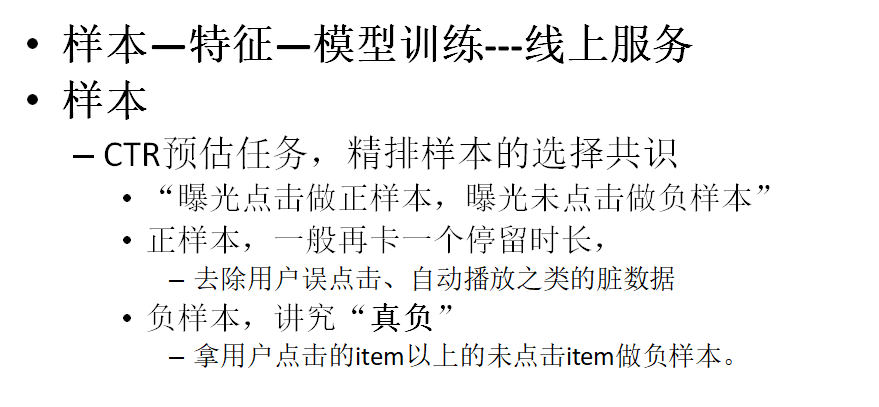 • 样本—特征—模型训练---线上服务
• 样本
– CTR预估任务，精排样本的选择共识
• “曝光点击做正样本，曝光未点击做负样本”
• 正样本，一般再卡一个停留时长，
– 去除用户误点击、自动播放之类的脏数据
• 负样本，讲究“真负”
– 拿用户点击的item以上的未点击item做负样本。